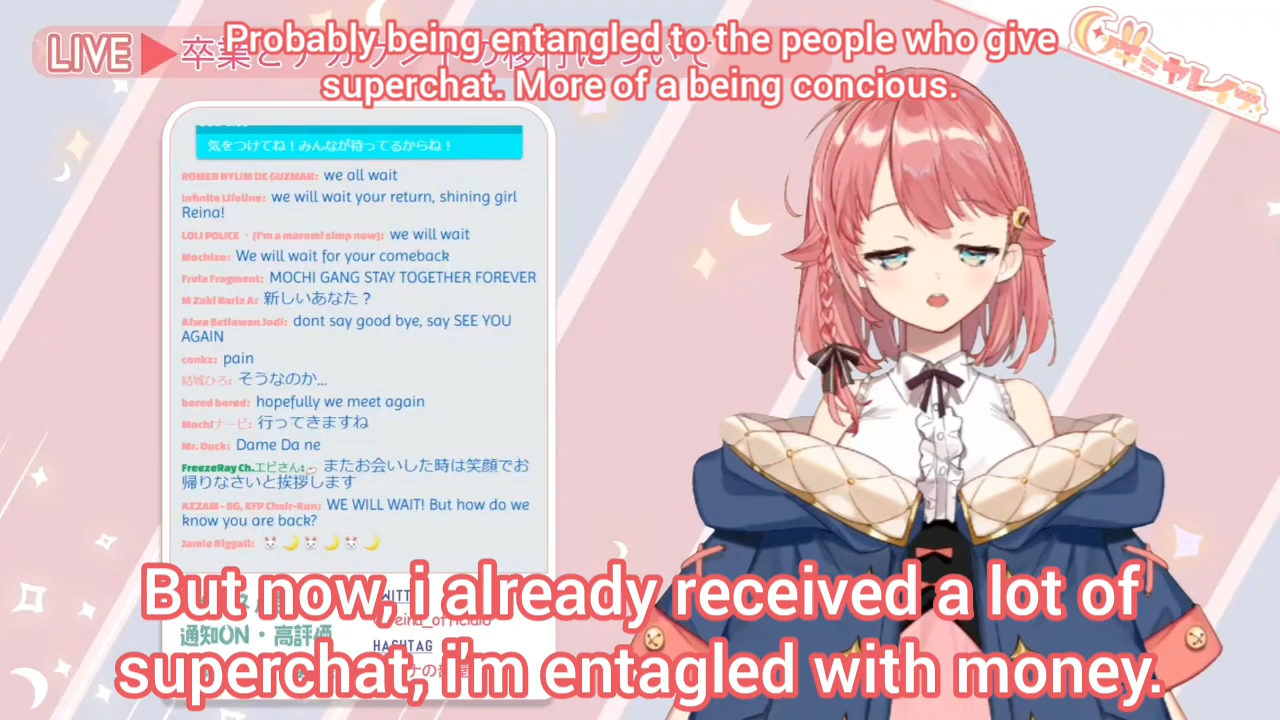 LIVE
卒業と
Probably being entangled to the people who give
superchat. More of a being concious.
気をつけてね！みんなが待ってるからね！
ROMER NYLIM DE GUZMAN: we all wait
Infinite Lifeline: we will wait your return, shining girl
Reina!
LOLI POLICE・(I'm a maromi simp now): we will wait
Mochizo: We will wait for your comeback
Freia Fragment: MOCHI GANG STAY TOGETHER FOREVER
M Zaki Hariz A: 新しいあなた？
Afwa Setiawan Jodi: dont say good bye, say SEE YOU
AGAIN
conkz: pain
結城ひろ: そうなのか...
bored bored: hopefully we meet again
Mochiナービ: 行ってきますね
Mr. Duck: Dame Da ne
FreezeRay Ch.エビさん: 🍤 またお会いした時は笑顔でお
帰りなさいと挨拶します
AZZAM - BG, KFP Chair-Kun: WE WILL WAIT! But how do we
know you are back?
Jamie Riggall: 🐰🌙🐰🌙🐰🌙
But now, i already received a lot of
通知ON・高評価
HASHTAG
superchat, i'm entagled with money.